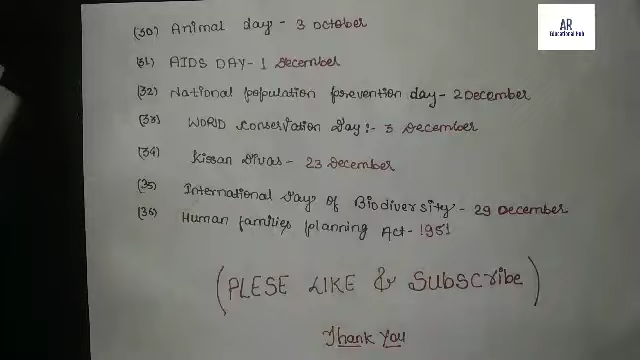 AR
Educational Hub
(30) Animal day - 3 October
(31) AIDS DAY - 1 December
(32) National population prevention day - 2 December
(33) WORLD Conservation Day :- 3 December
(34) Kissan Divas - 23 December
(35) International Day of Biodiversity - 29 December
(36) Human families planning Act - 1951
(PLESE LIKE & Subscribe)
Thank You